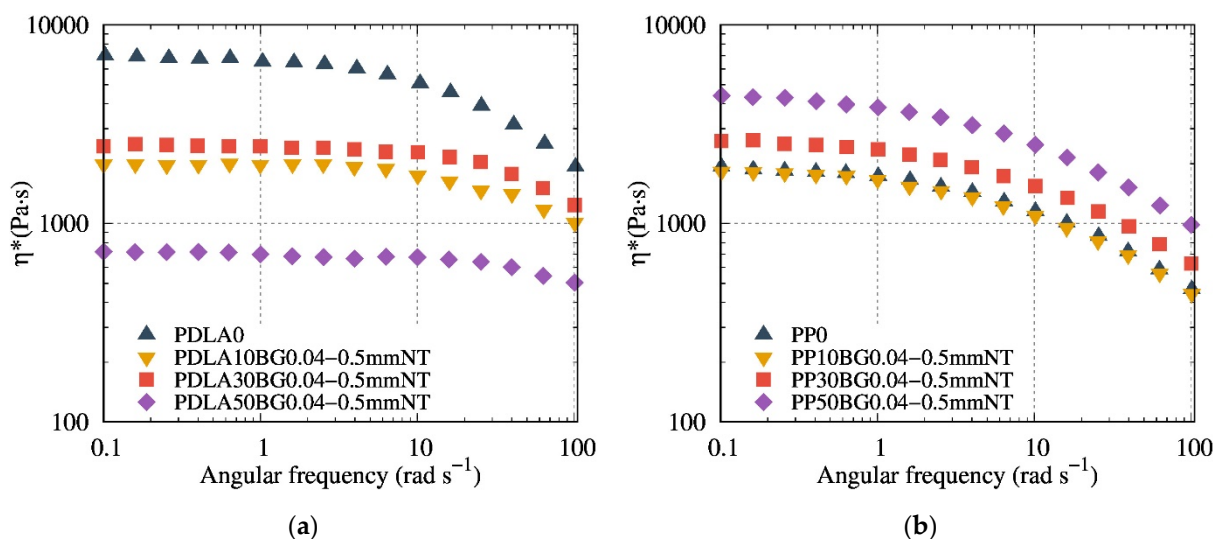 10000
1000
100
η*(Pa·s)
PDLA0
PDLA10BG0.04−0.5mmNT
PDLA30BG0.04−0.5mmNT
PDLA50BG0.04−0.5mmNT
0.1 1 10 100
Angular frequency (rad s⁻¹)
(a)
10000
1000
100
η*(Pa·s)
PP0
PP10BG0.04−0.5mmNT
PP30BG0.04−0.5mmNT
PP50BG0.04−0.5mmNT
0.1 1 10 100
Angular frequency (rad s⁻¹)
(b)